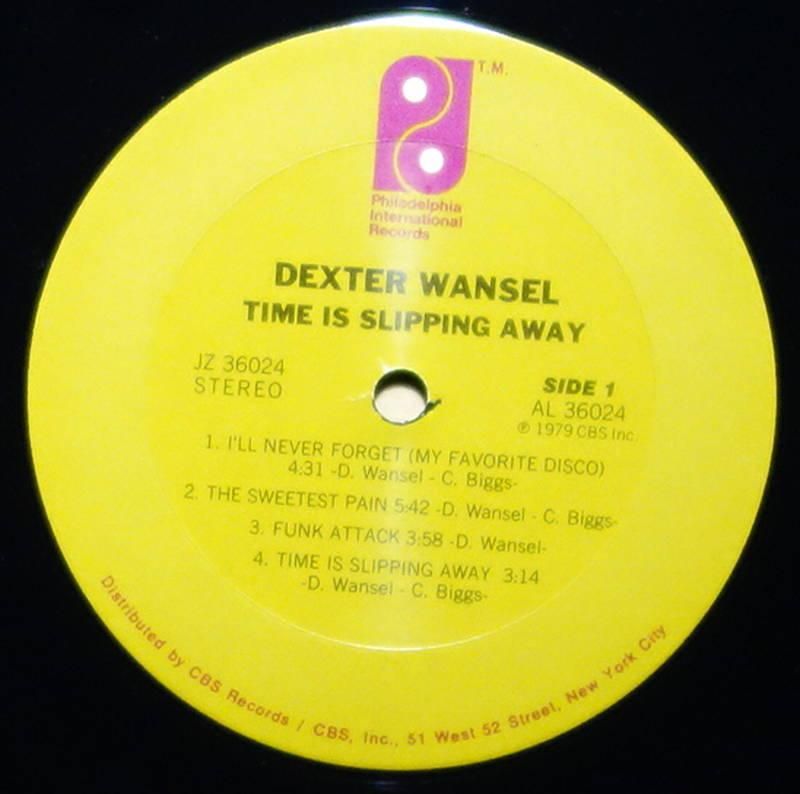 T.M.
Philadelphia
International
Records
DEXTER WANSEL
TIME IS SLIPPING AWAY
JZ 36024
STEREO
SIDE 1
AL 36024
℗ 1979 CBS Inc.
1. I'LL NEVER FORGET (MY FAVORITE DISCO)
4:31 -D. Wansel - C. Biggs-
2. THE SWEETEST PAIN 5:42 -D. Wansel - C. Biggs-
3. FUNK ATTACK 3:58 -D. Wansel-
4. TIME IS SLIPPING AWAY 3:14
-D. Wansel - C. Biggs-
Distributed by CBS Records / CBS, Inc., 51 West 52 Street, New York City